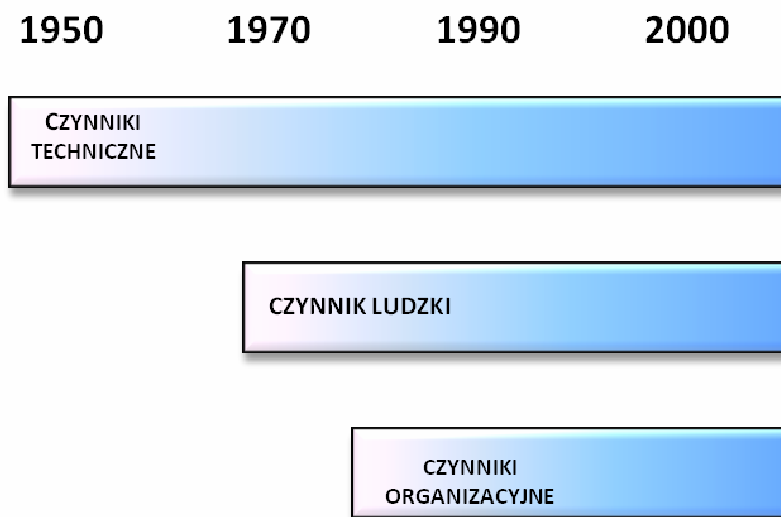 1950 1970 1990 2000
CZYNNIKI
TECHNICZNE
CZYNNIK LUDZKI
CZYNNIKI
ORGANIZACYJNE